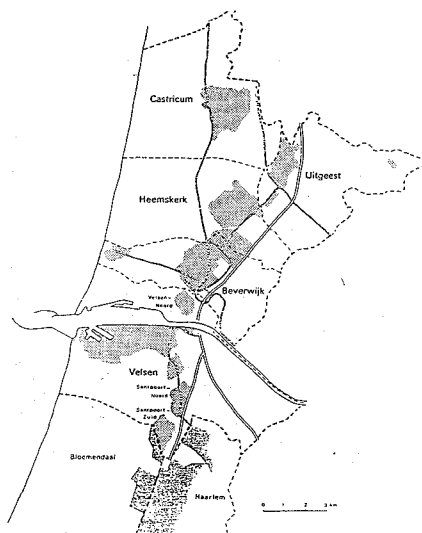 Castricum
Uitgeest
Heemskerk
Beverwijk
Velsen-
Noord
Velsen
Santpoort-
Noord
Santpoort-
Zuid
Bloemendaal
Haarlem
0 1 2 3 km